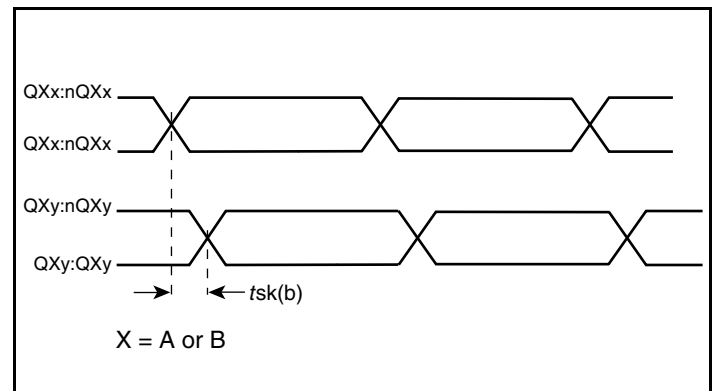 QXx:nQXx
QXx:nQXx
QXy:nQXy
QXy:QXy
tsk(b)
X = A or B